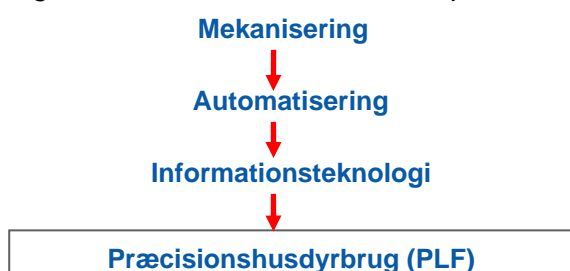 Mekanisering
Automatisering
Informationsteknologi
Præcisionshusdyrbrug (PLF)